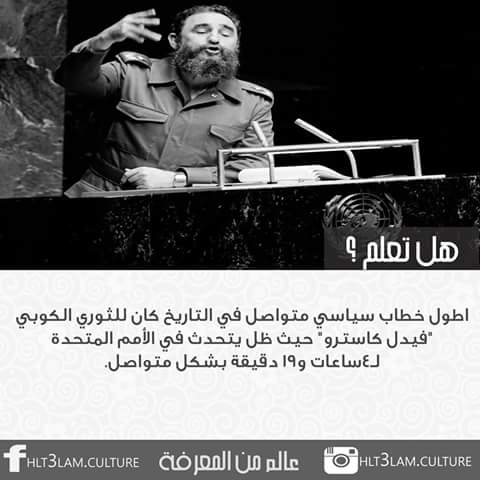 هل تعلم ؟
اطول خطاب سياسي متواصل في التاريخ كان للثوري الكوبي
"فيدل كاسترو" حيث ظل يتحدث في الأمم المتحدة
لـ٤ساعات و١٩ دقيقة بشكل متواصل.
HLT3LAM.CULTURE عالم من المعرفة HLT3LAM.CULTURE